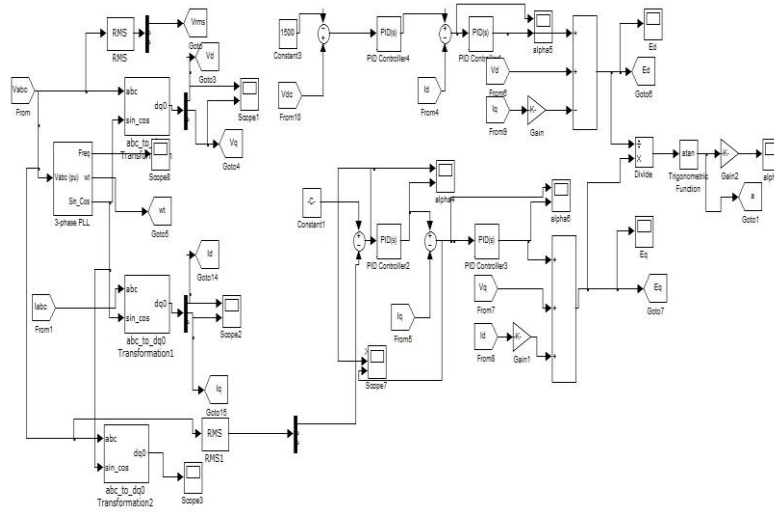 Vabc
From
RMS
RMS
Vrms
Goto
Vd
Goto3
abc
sin_cos
dq0
abc_to_dq0
Scope1
Vq
Goto4
Vabc (pu)
Freq
wt
Sin_Cos
3-phase PLL
Scope8
wt
Goto5
Id
Goto14
Iabc
From1
abc
sin_cos
dq0
abc_to_dq0
Transformation1
Scope2
Iq
Goto15
RMS
RMS1
abc
sin_cos
dq0
abc_to_dq0
Transformation2
Scope3
1500
Constant3
Vdc
From10
PID(s)
PID Controller4
Id
From4
PID(s)
alpha5
Vd
Iq
From9
K-
Gain
Ed
Ed
Goto6
Divide
atan
Trigonometric
Function
K-
Gain2
a
Goto1
-C-
Constant1
PID(s)
PID Controller2
alpha4
Iq
From5
PID(s)
PID Controller3
alpha6
Vq
From7
Id
From8
K-
Gain1
Scope7
Eq
Eq
Goto7